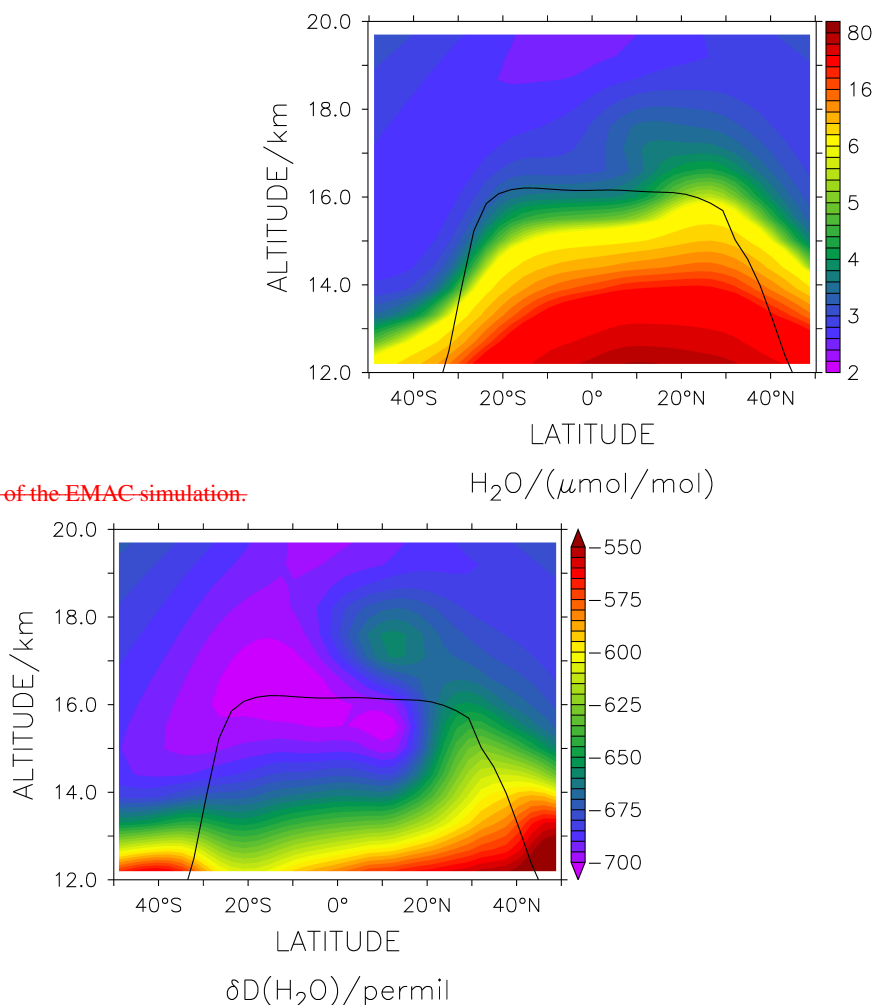 20.0
18.0
16.0
14.0
12.0
ALTITUDE/km
40°S 20°S 0° 20°N 40°N
LATITUDE
H₂O/(μmol/mol)
80
16
6
5
4
3
2
of the EMAC simulation.
20.0
18.0
16.0
14.0
12.0
ALTITUDE/km
40°S 20°S 0° 20°N 40°N
LATITUDE
δD(H₂O)/permil
−550
−575
−600
−625
−650
−675
−700